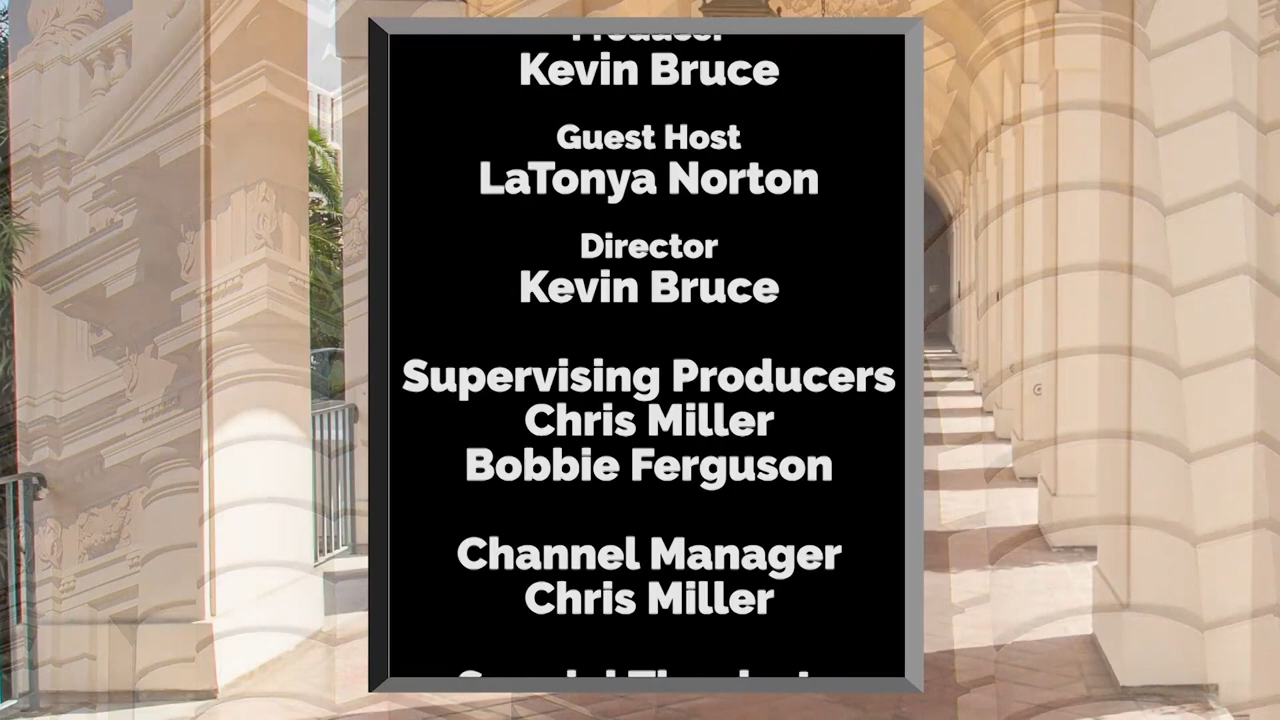 Producer
Kevin Bruce
Guest Host
LaTonya Norton
Director
Kevin Bruce
Supervising Producers
Chris Miller
Bobbie Ferguson
Channel Manager
Chris Miller